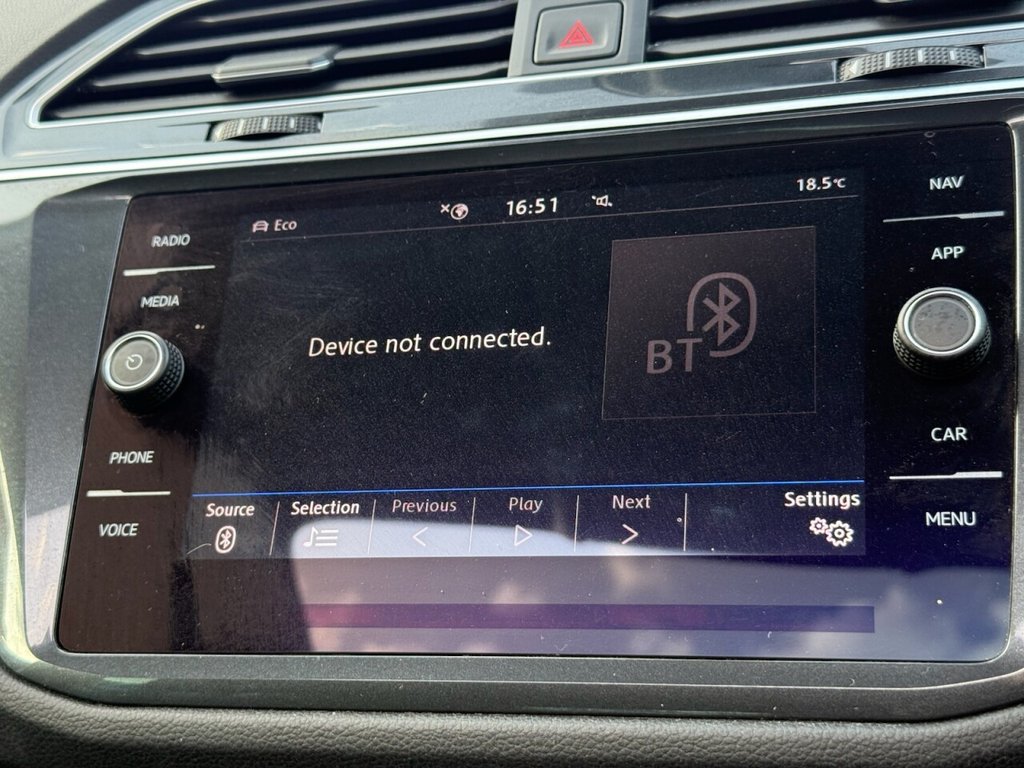 Eco
16:51
18.5°C
RADIO
MEDIA
PHONE
VOICE
Device not connected.
BT
Source
Selection
Previous
Play
Next
Settings
NAV
APP
CAR
MENU